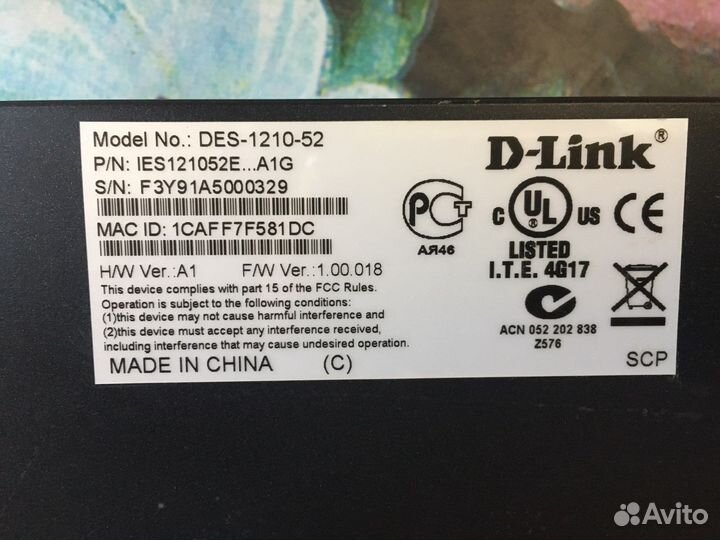 Model No.: DES-1210-52
P/N: IES121052E...A1G
S/N: F3Y91A5000329
MAC ID: 1CAFF7F581DC
H/W Ver.:A1 F/W Ver.:1.00.018
This device complies with part 15 of the FCC Rules.
Operation is subject to the following conditions:
(1)this device may not cause harmful interference and
(2)this device must accept any interference received,
including interference that may cause undesired operation.
MADE IN CHINA (C)
D-Link®
РСТ
АЯ46
C UL® US
LISTED
I.T.E. 4G17
CE
N
ACN 052 202 838
Z576
SCP
Avito